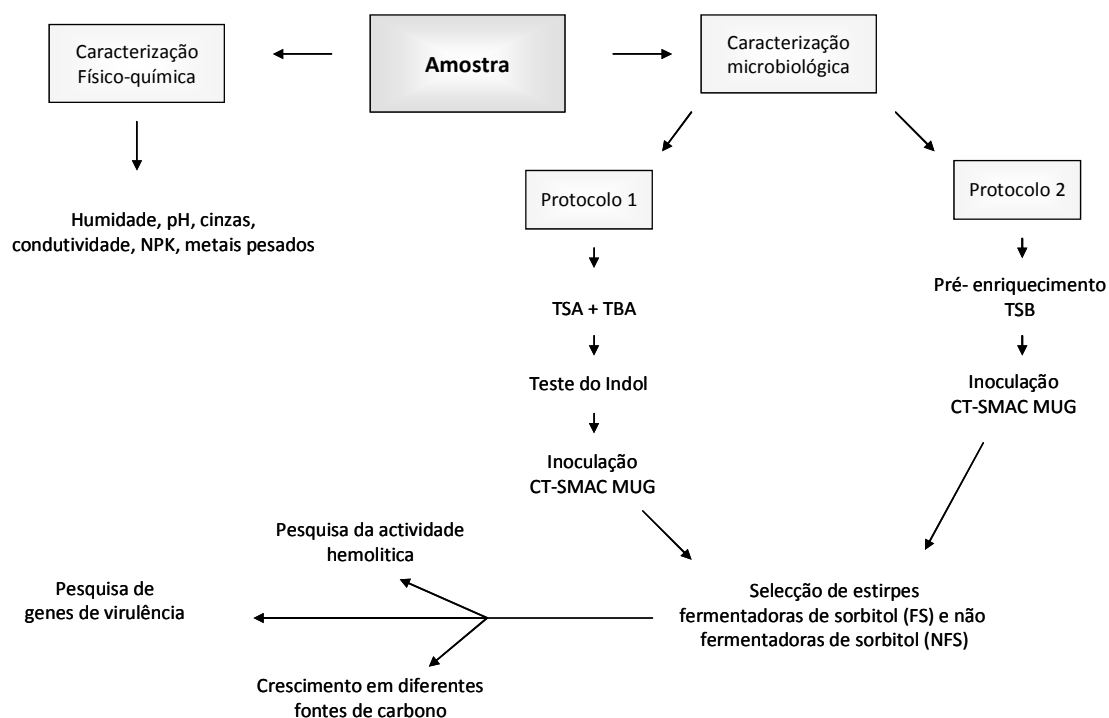 Caracterização
Físico-química
Amostra
Caracterização
microbiológica
Humidade, pH, cinzas,
condutividade, NPK, metais pesados
Protocolo 1
Protocolo 2
TSA + TBA
Teste do Indol
Inoculação
CT-SMAC MUG
Pré- enriquecimento
TSB
Inoculação
CT-SMAC MUG
Selecção de estirpes
fermentadoras de sorbitol (FS) e não
fermentadoras de sorbitol (NFS)
Pesquisa da actividade
hemolitica
Pesquisa de
genes de virulência
Crescimento em diferentes
fontes de carbono